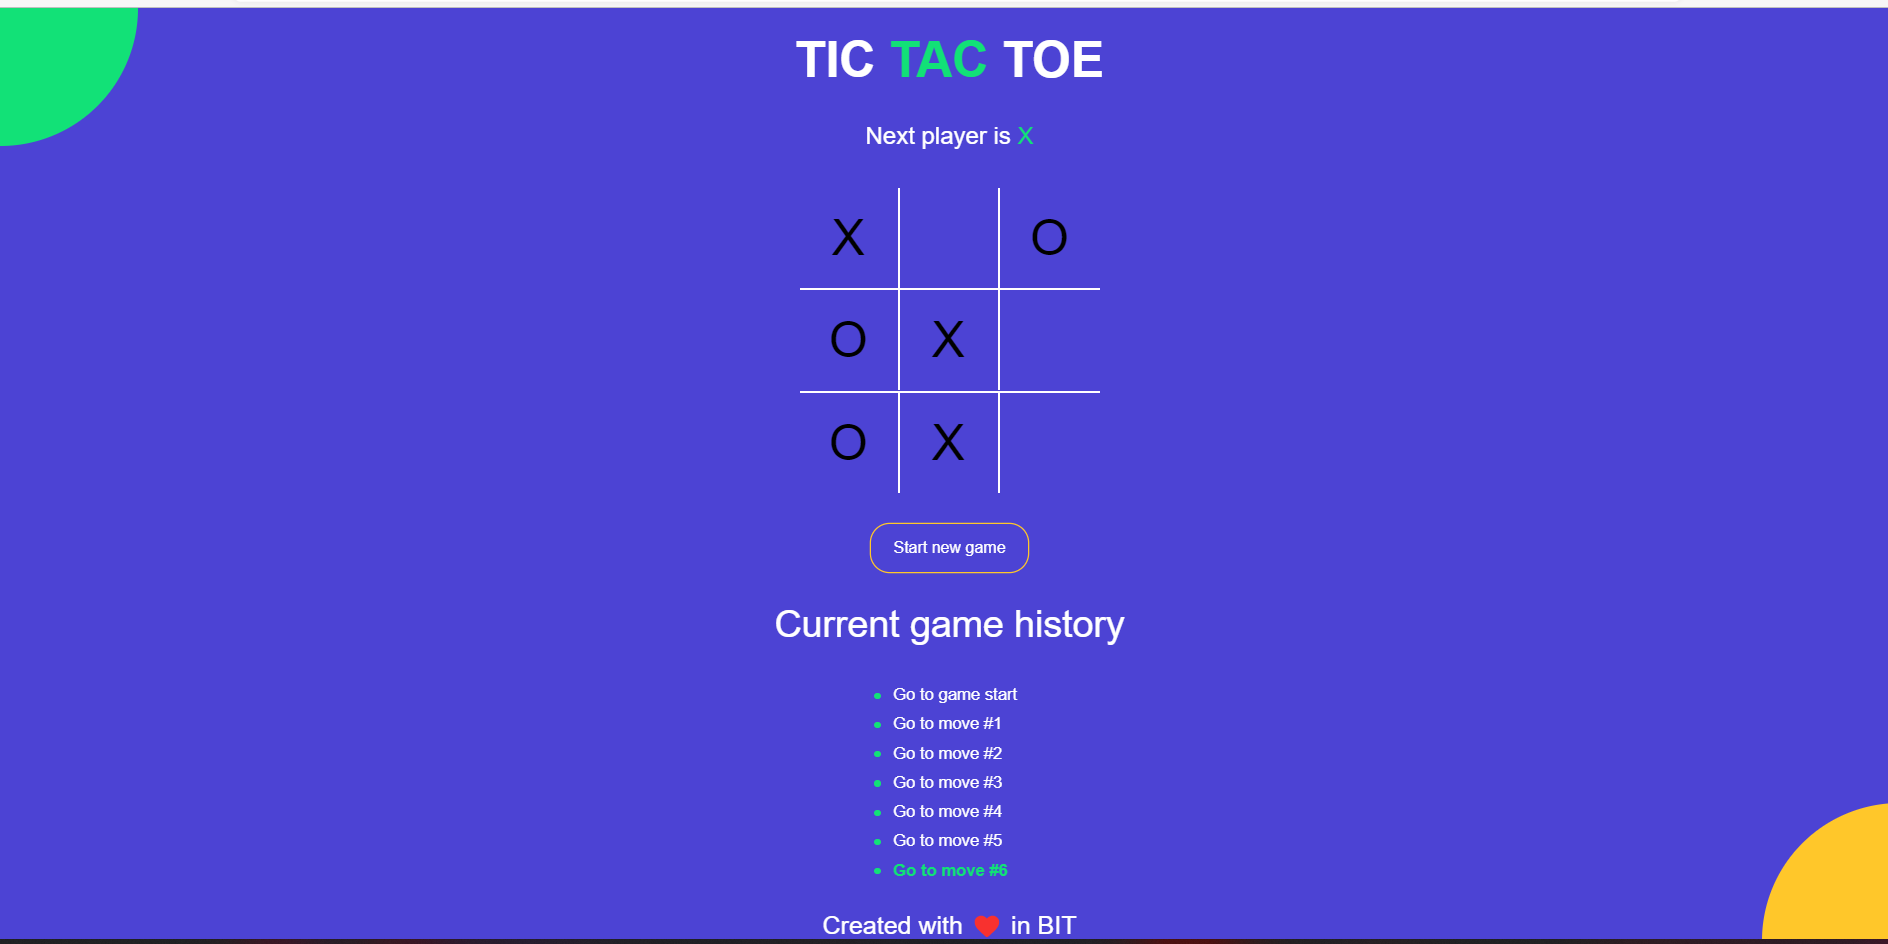 TIC TAC TOE
Next player is X
X O
O X
O X
Start new game
Current game history
Go to game start
Go to move #1
Go to move #2
Go to move #3
Go to move #4
Go to move #5
Go to move #6
Created with ❤ in BIT